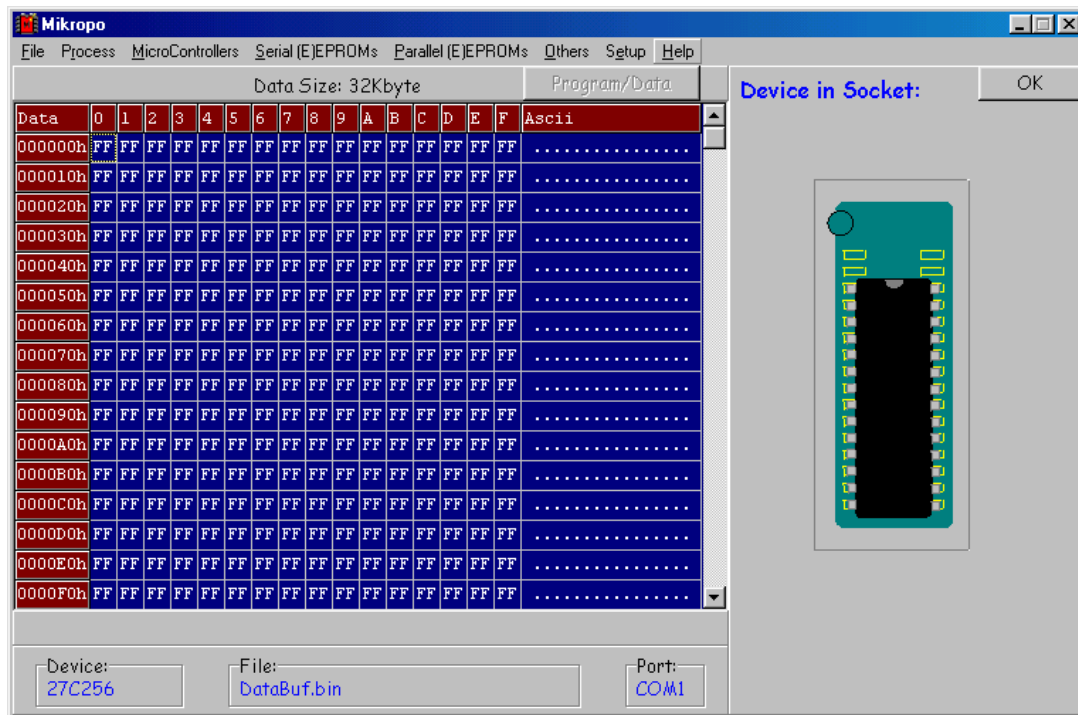 Mikropo
File Process MicroControllers Serial (E)EPROMs Parallel (E)EPROMs Others Setup Help
Data Size: 32Kbyte Program/Data
Device in Socket: OK
Data 0 1 2 3 4 5 6 7 8 9 A B C D E F Ascii
000000h FF FF FF FF FF FF FF FF FF FF FF FF FF FF FF FF ................
000010h FF FF FF FF FF FF FF FF FF FF FF FF FF FF FF FF ................
000020h FF FF FF FF FF FF FF FF FF FF FF FF FF FF FF FF ................
000030h FF FF FF FF FF FF FF FF FF FF FF FF FF FF FF FF ................
000040h FF FF FF FF FF FF FF FF FF FF FF FF FF FF FF FF ................
000050h FF FF FF FF FF FF FF FF FF FF FF FF FF FF FF FF ................
000060h FF FF FF FF FF FF FF FF FF FF FF FF FF FF FF FF ................
000070h FF FF FF FF FF FF FF FF FF FF FF FF FF FF FF FF ................
000080h FF FF FF FF FF FF FF FF FF FF FF FF FF FF FF FF ................
000090h FF FF FF FF FF FF FF FF FF FF FF FF FF FF FF FF ................
0000A0h FF FF FF FF FF FF FF FF FF FF FF FF FF FF FF FF ................
0000B0h FF FF FF FF FF FF FF FF FF FF FF FF FF FF FF FF ................
0000C0h FF FF FF FF FF FF FF FF FF FF FF FF FF FF FF FF ................
0000D0h FF FF FF FF FF FF FF FF FF FF FF FF FF FF FF FF ................
0000E0h FF FF FF FF FF FF FF FF FF FF FF FF FF FF FF FF ................
0000F0h FF FF FF FF FF FF FF FF FF FF FF FF FF FF FF FF ................
Device: File: Port:
27C256 DataBuf.bin COM1